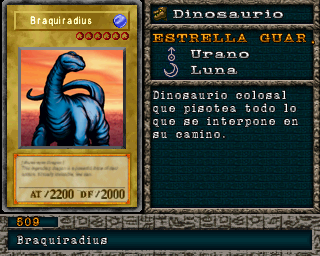 Braquiradius
AT/2200 DF/2000
Dinosaurio
ESTRELLA GUAR.
Urano
Luna
Dinosaurio colosal
que pisotea todo lo
que se interpone en
su camino.
509
Braquiradius